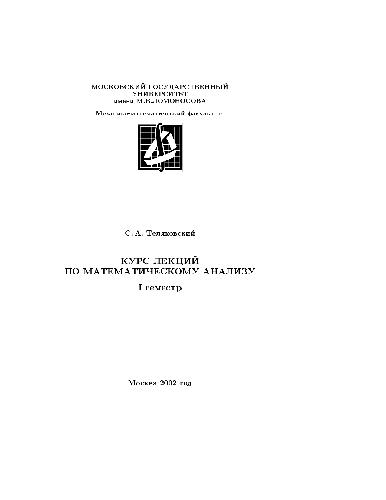 МОСКОВСКИЙ ГОСУДАРСТВЕННЫЙ
УНИВЕРСИТЕТ
имени М.В.ЛОМОНОСОВА
Механико-математический факультет
С. А. Теляковский
КУРС ЛЕКЦИЙ
ПО МАТЕМАТИЧЕСКОМУ АНАЛИЗУ
I семестр
Москва 2002 год